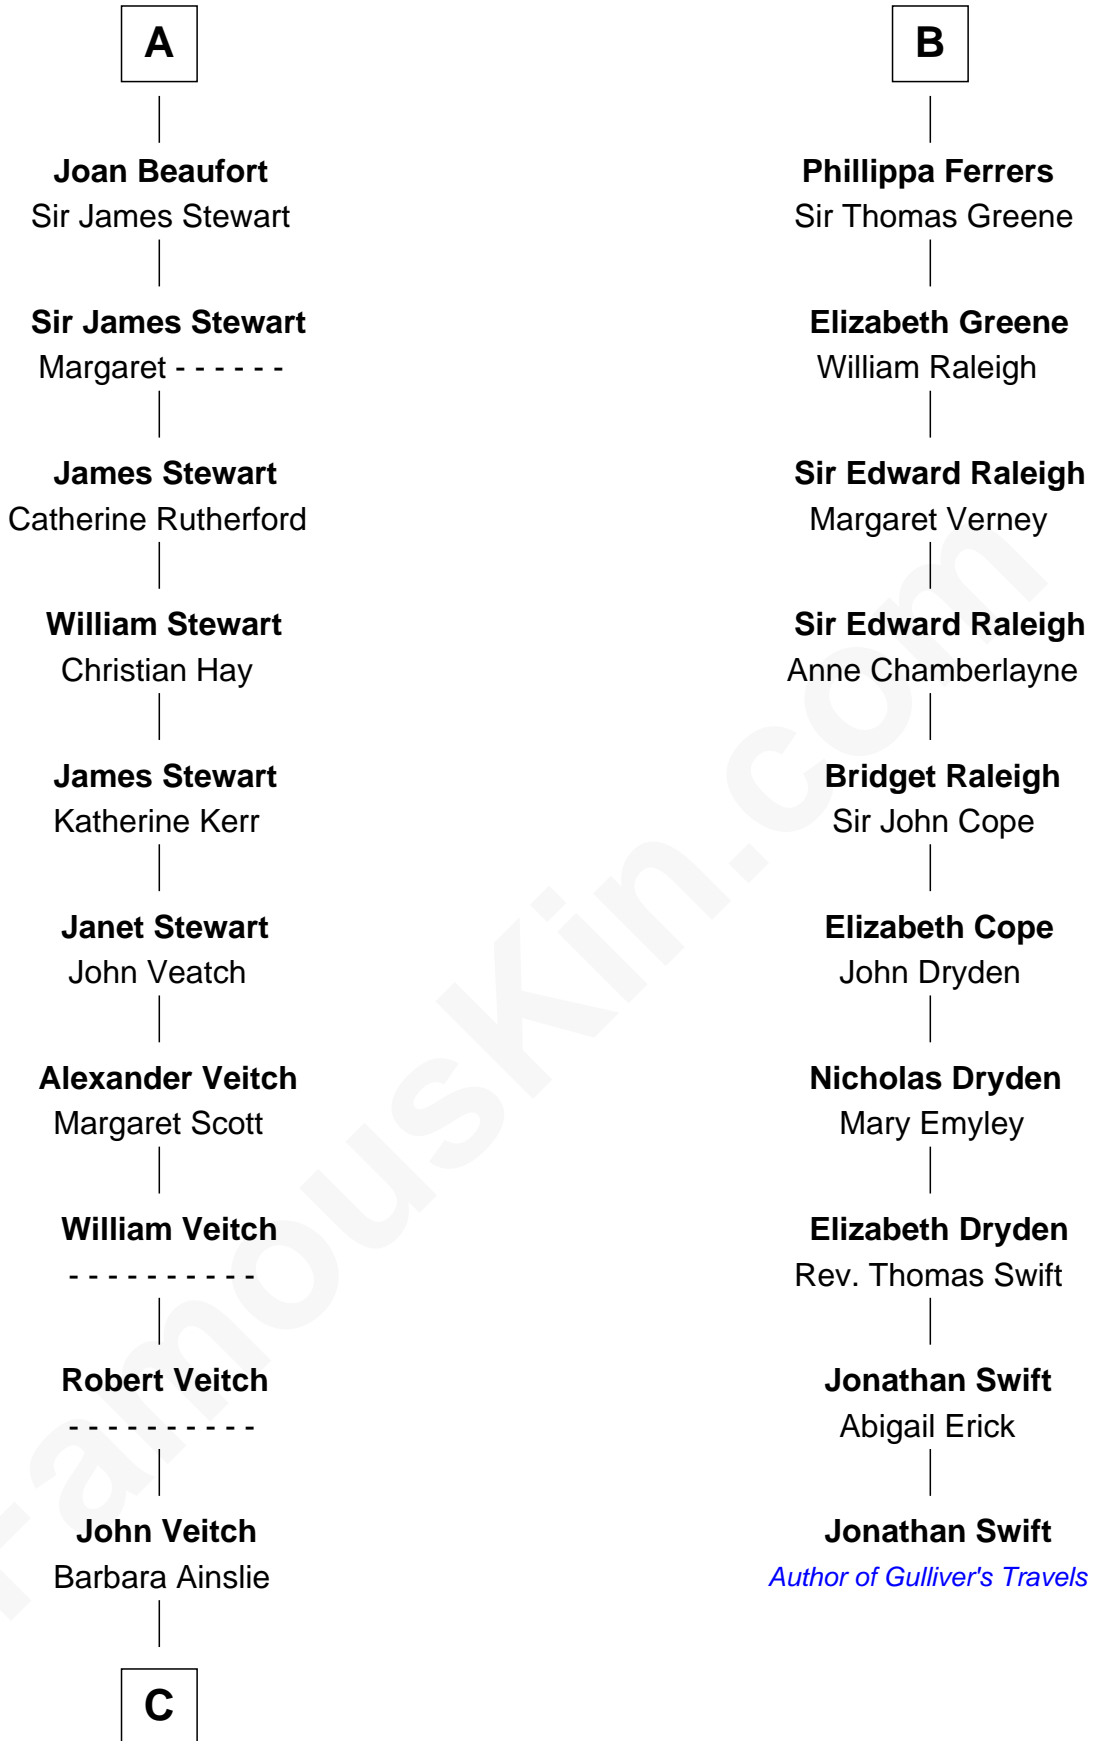 A
Joan Beaufort
Sir James Stewart
Sir James Stewart
Margaret - - - - - -
James Stewart
Catherine Rutherford
William Stewart
Christian Hay
James Stewart
Katherine Kerr
Janet Stewart
John Veatch
Alexander Veitch
Margaret Scott
William Veitch
- - - - - - - - - -
Robert Veitch
- - - - - - - - - -
John Veitch
Barbara Ainslie
C
B
Phillippa Ferrers
Sir Thomas Greene
Elizabeth Greene
William Raleigh
Sir Edward Raleigh
Margaret Verney
Sir Edward Raleigh
Anne Chamberlayne
Bridget Raleigh
Sir John Cope
Elizabeth Cope
John Dryden
Nicholas Dryden
Mary Emyley
Elizabeth Dryden
Rev. Thomas Swift
Jonathan Swift
Abigail Erick
Jonathan Swift
Author of Gulliver's Travels
FamousKin.com